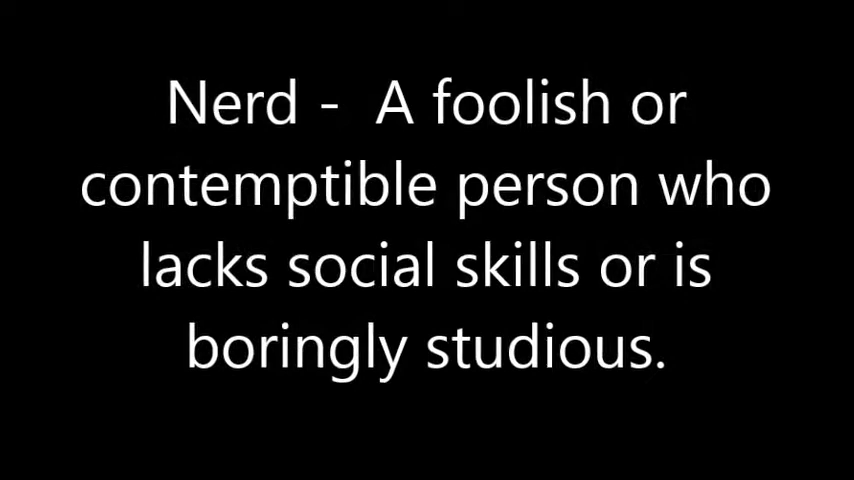 Nerd -  A foolish or
contemptible person who
lacks social skills or is
boringly studious.